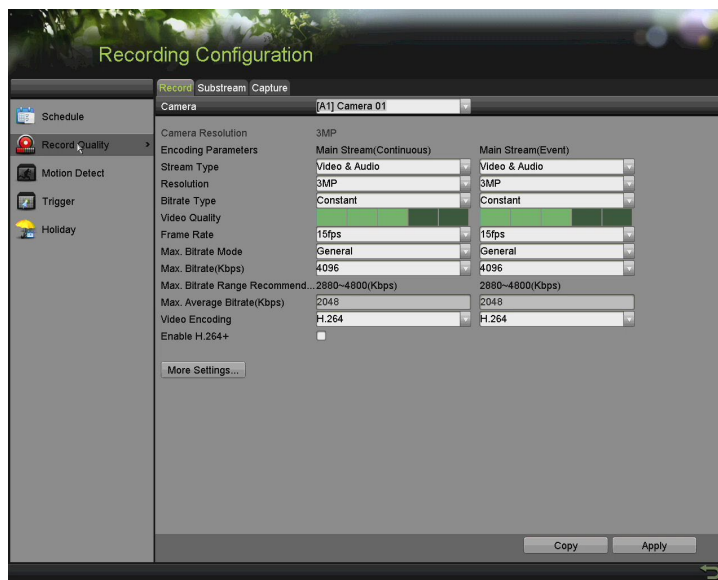 Recording Configuration
Record Substream Capture
Camera [A1] Camera 01
Schedule
Record Quality
Motion Detect
Trigger
Holiday
Camera Resolution 3MP
Encoding Parameters Main Stream(Continuous) Main Stream(Event)
Stream Type Video & Audio Video & Audio
Resolution 3MP 3MP
Bitrate Type Constant Constant
Video Quality
Frame Rate 15fps 15fps
Max. Bitrate Mode General General
Max. Bitrate(Kbps) 4096 4096
Max. Bitrate Range Recommend... 2880~4800(Kbps) 2880~4800(Kbps)
Max. Average Bitrate(Kbps) 2048 2048
Video Encoding H.264 H.264
Enable H.264+
More Settings...
Copy Apply